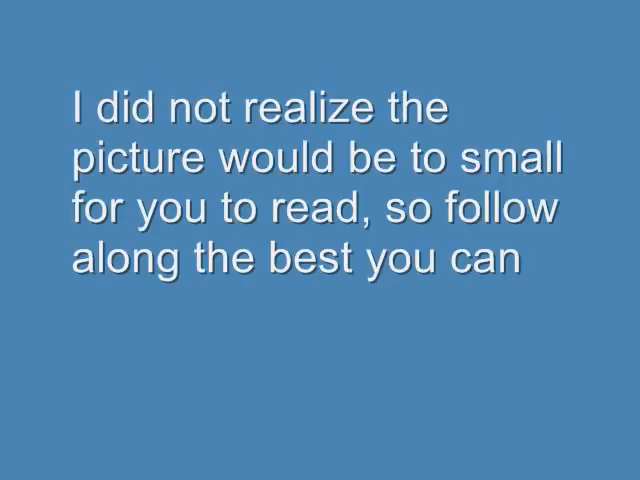 I did not realize the
picture would be to small
for you to read, so follow
along the best you can